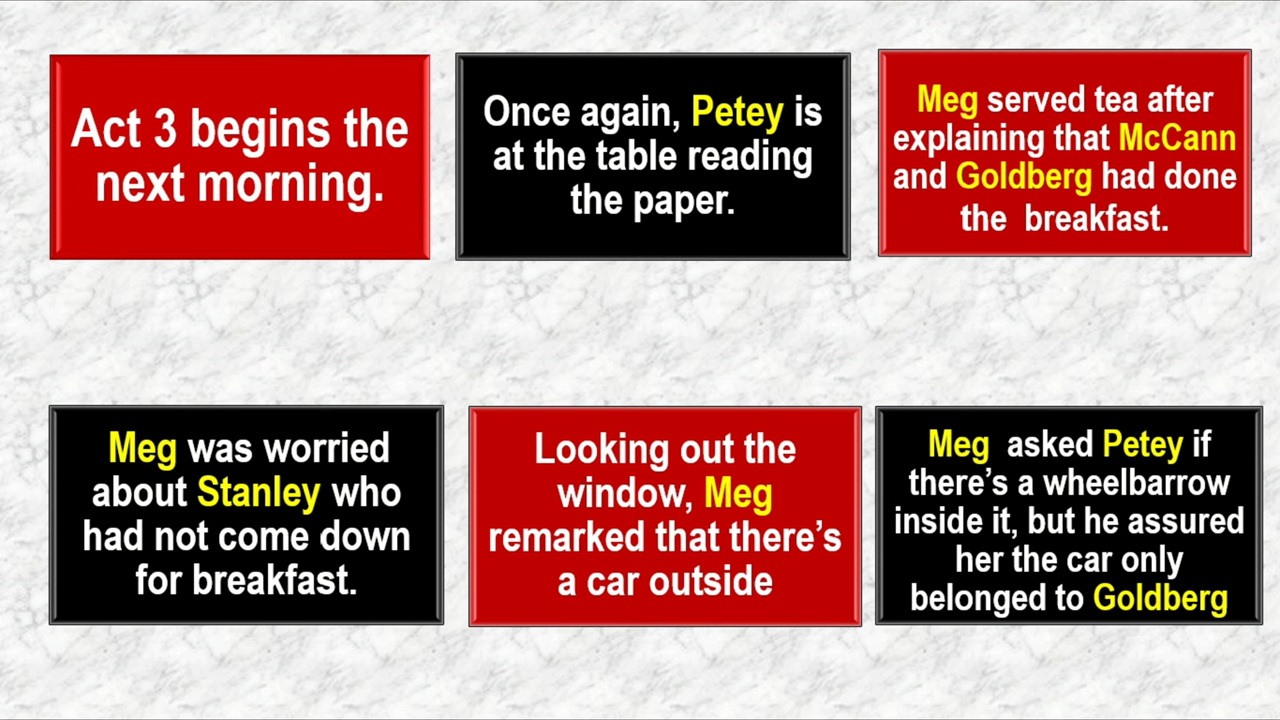 Act 3 begins the
next morning.
Once again, Petey is
at the table reading
the paper.
Meg served tea after
explaining that McCann
and Goldberg had done
the  breakfast.
Meg was worried
about Stanley who
had not come down
for breakfast.
Looking out the
window, Meg
remarked that there’s
a car outside
Meg  asked Petey if
there’s a wheelbarrow
inside it, but he assured
her the car only
belonged to Goldberg